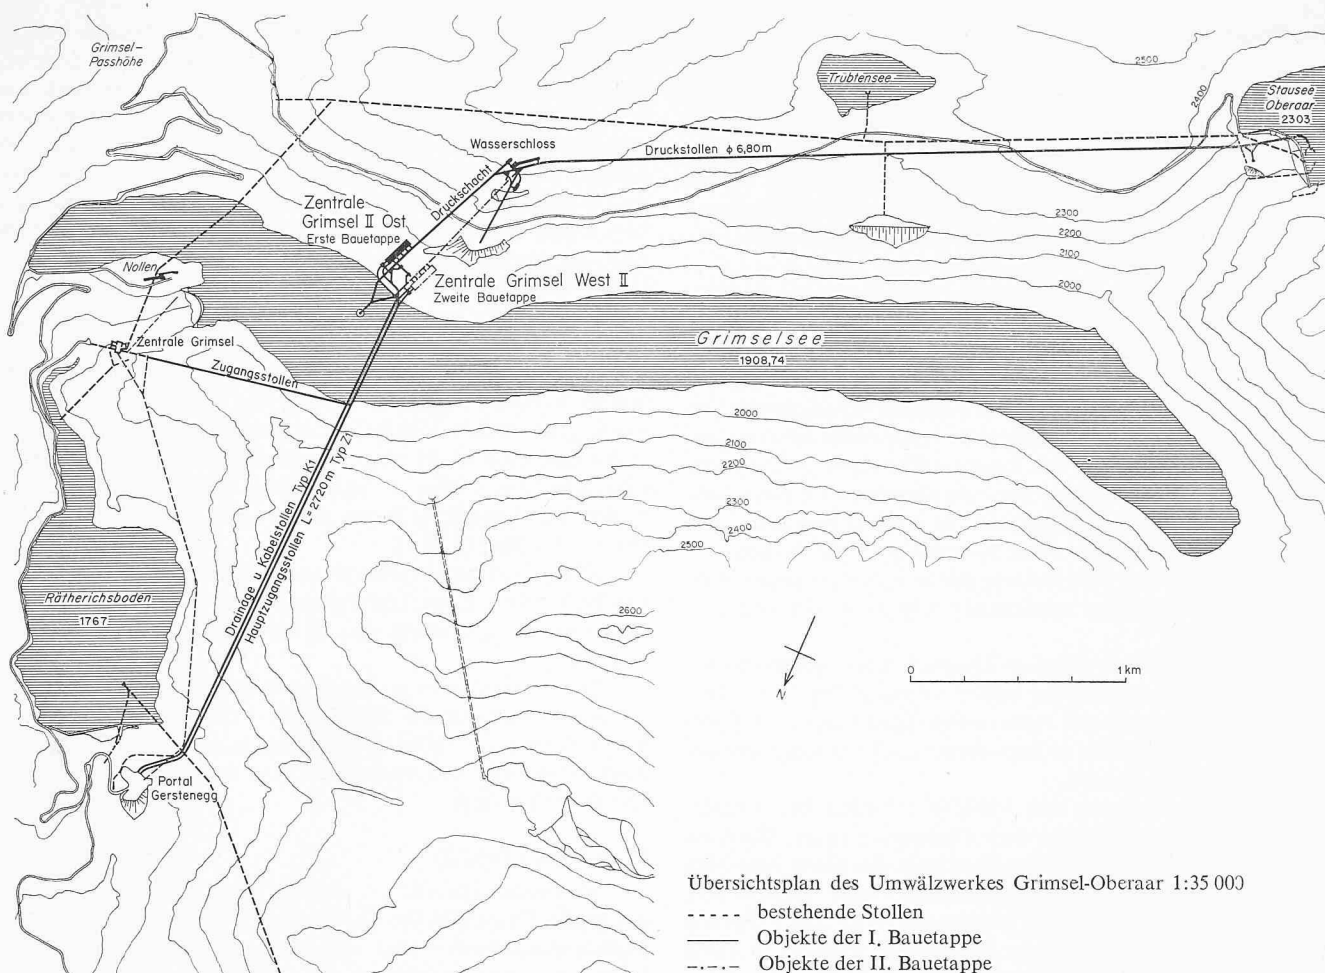 Grimsel-
Passhöhe
2500
Trübtensee
2400
Stausee
Oberaar
2303
Wasserschloss
Druckstollen ϕ 6,80m
Druckschacht
Zentrale
Grimsel II Ost
Erste Bauetappe
2300
2200
2100
2000
Nollen
Zentrale Grimsel West II
Zweite Bauetappe
Grimselsee
1908,74
Zentrale Grimsel
Zugangsstollen
2000
2100
2200
2300
2400
2500
Drainage u Kabelstollen Typ K1
Hauptzugangsstollen L=2720m Typ Z1
Rätherichsboden
1767
2600
N
0 1 km
Portal
Gerstenegg
Übersichtsplan des Umwälzwerkes Grimsel-Oberaar 1:35 000
----- bestehende Stollen
—— Objekte der I. Bauetappe
-.-.- Objekte der II. Bauetappe